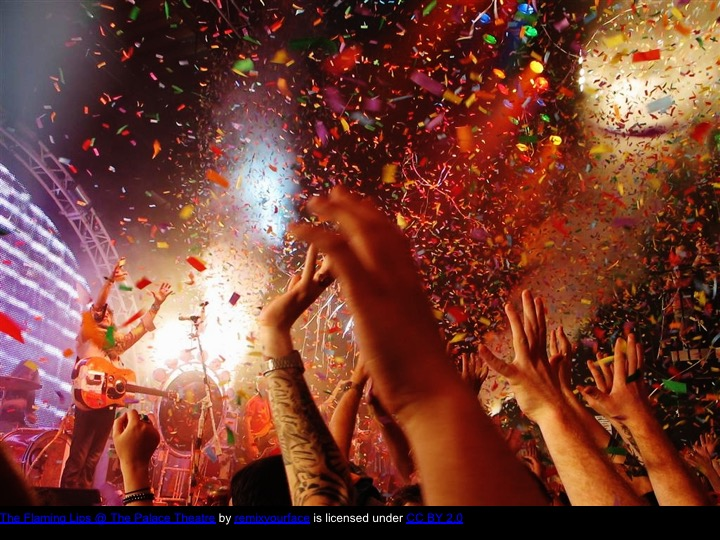 The Flaming Lips @ The Palace Theatre by remixyourface is licensed under CC BY 2.0